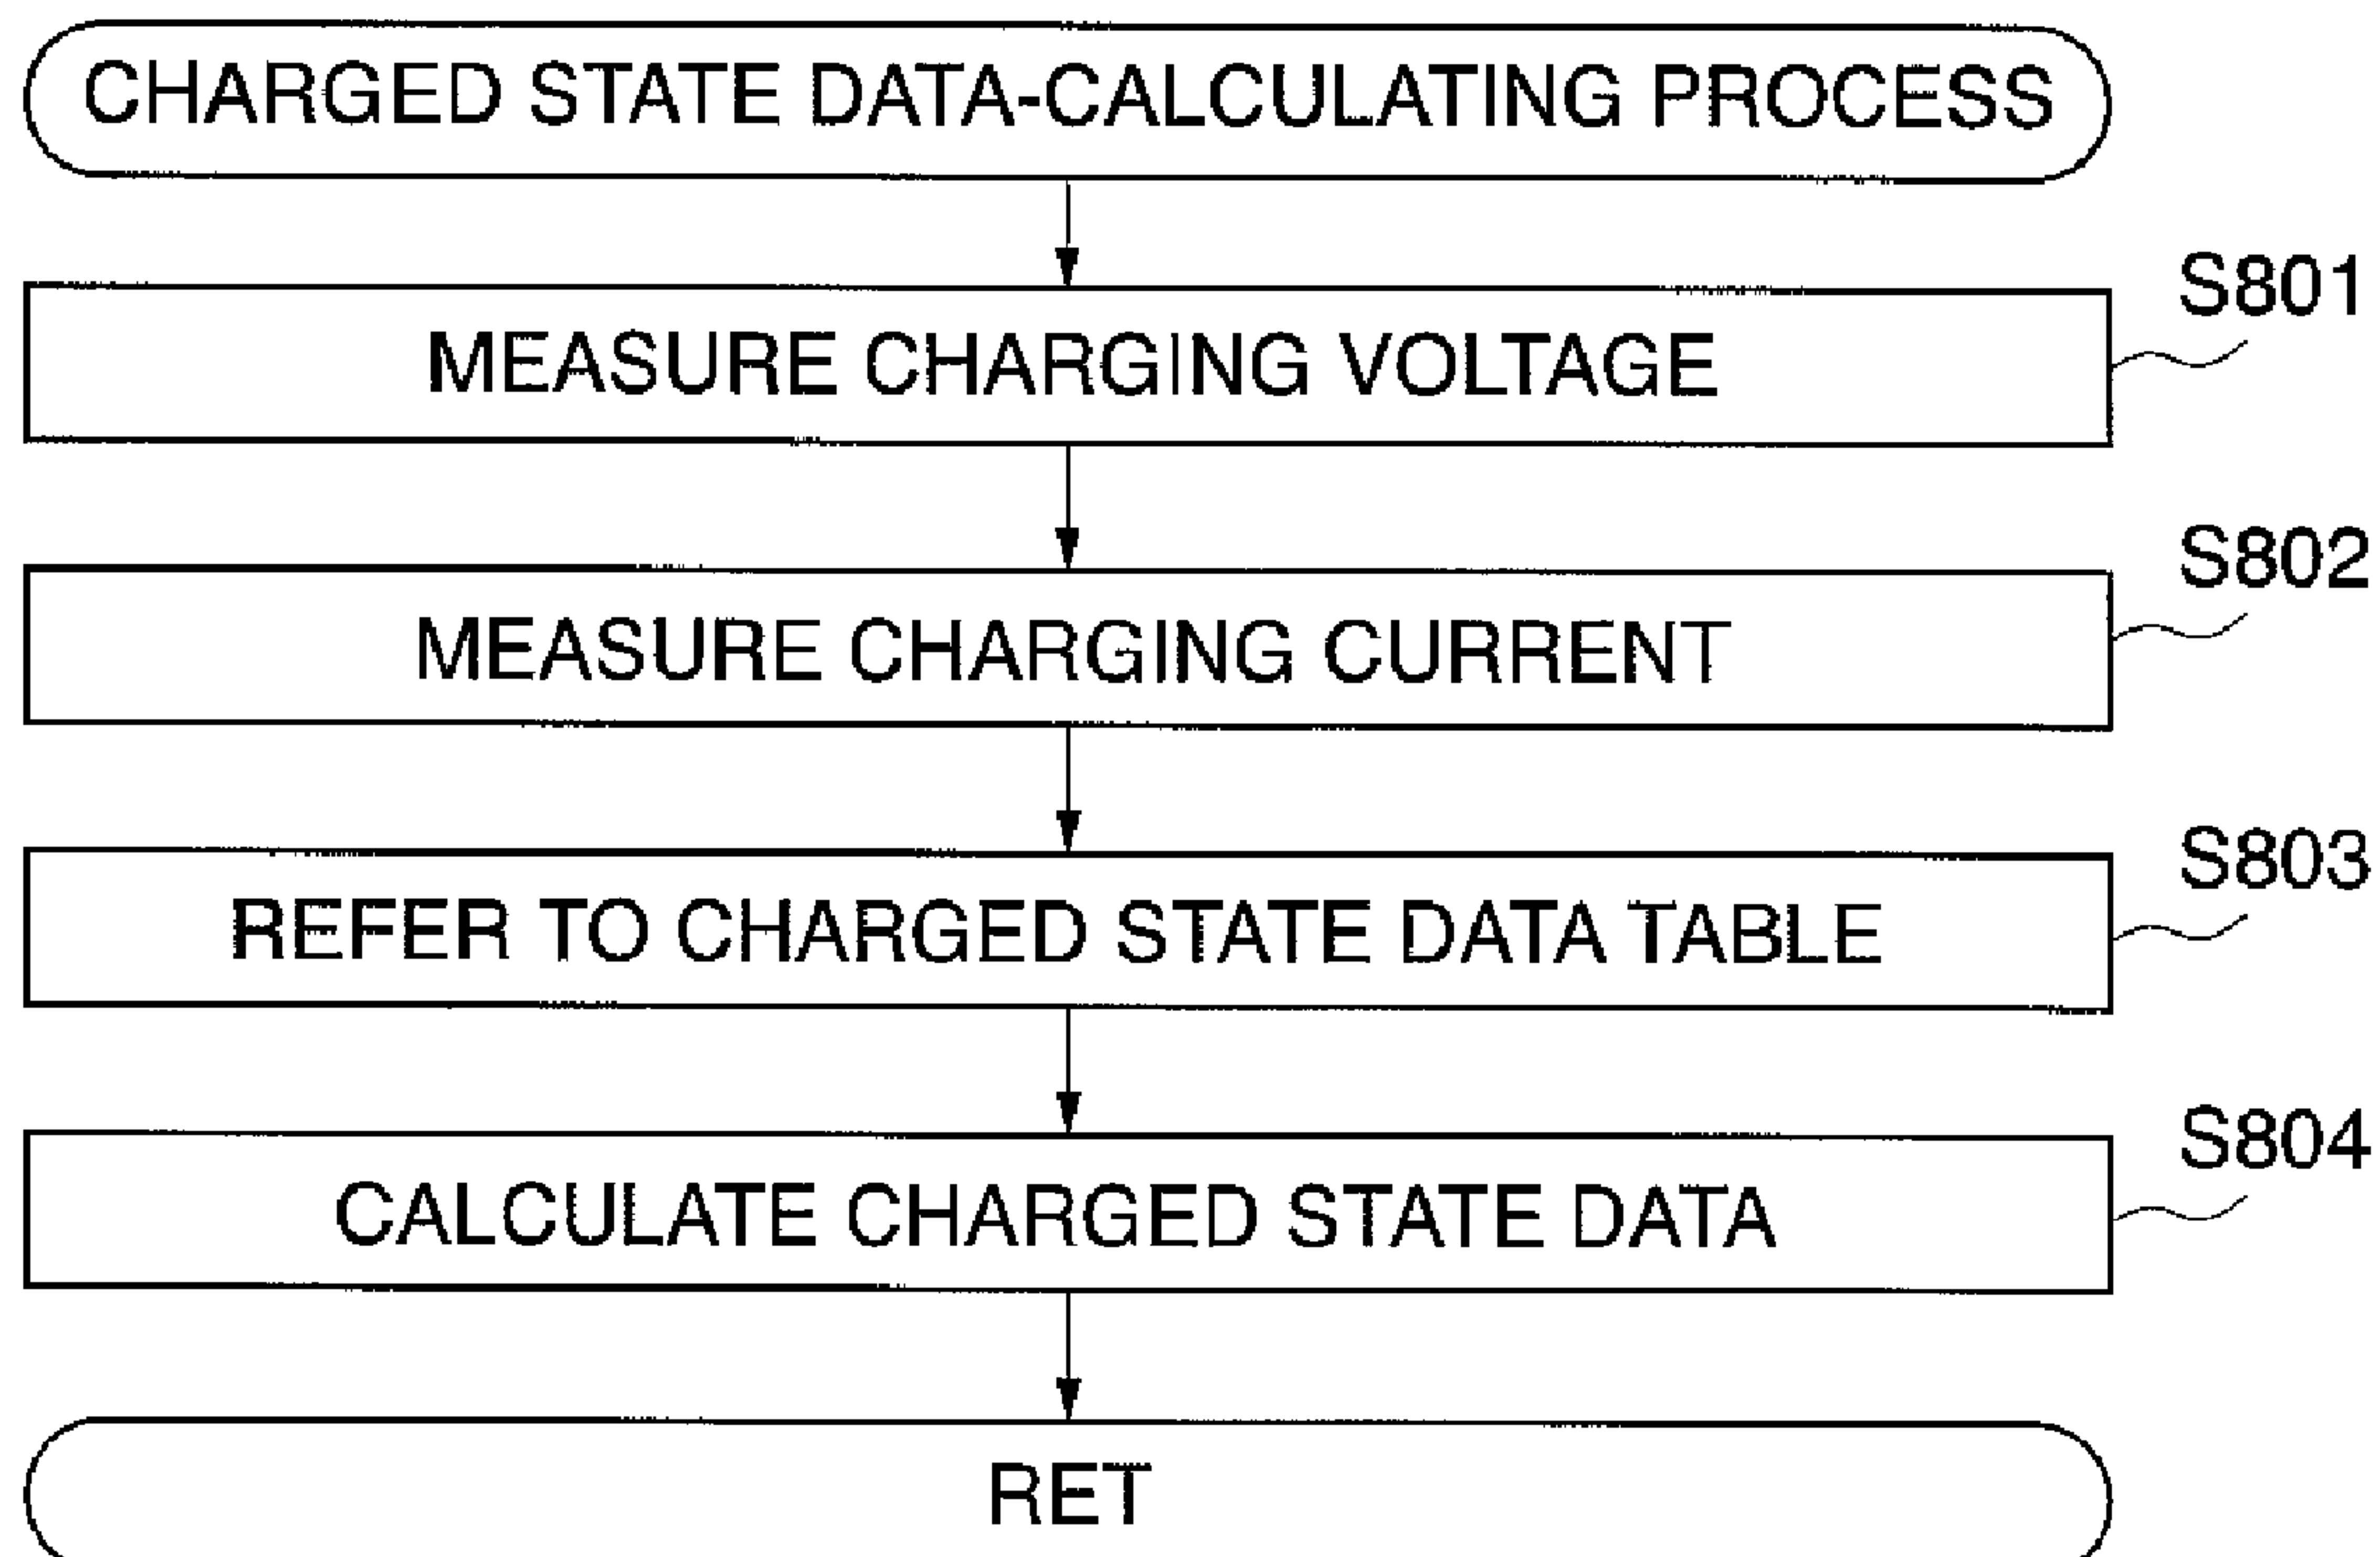 CHARGED STATE DATA-CALCULATING PROCESS
S801
MEASURE CHARGING VOLTAGE
S802
MEASURE CHARGING CURRENT
S803
REFER TO CHARGED STATE DATA TABLE
S804
CALCULATE CHARGED STATE DATA
RET